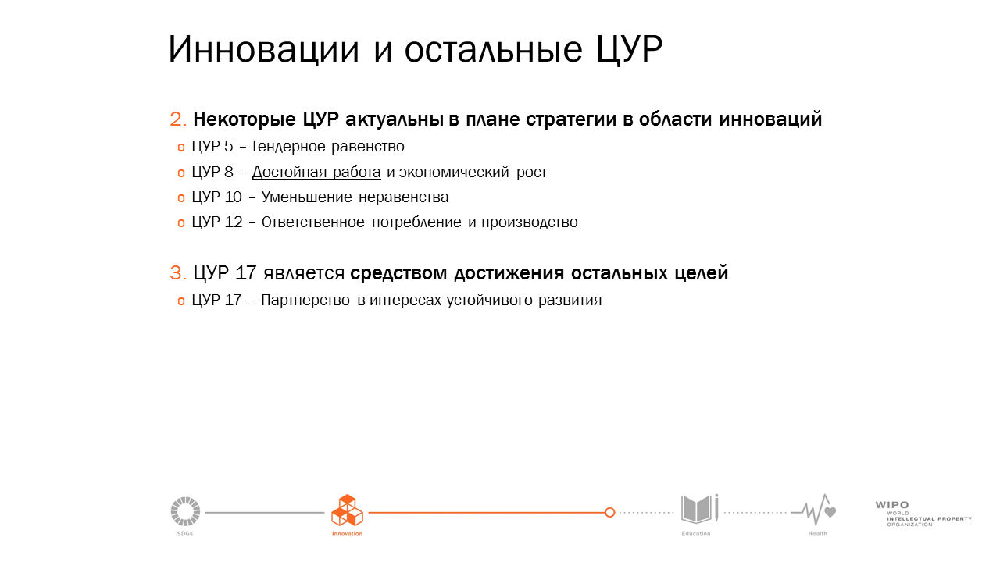 Инновации и остальные ЦУР
2. Некоторые ЦУР актуальны в плане стратегии в области инноваций
o ЦУР 5 – Гендерное равенство
o ЦУР 8 – Достойная работа и экономический рост
o ЦУР 10 – Уменьшение неравенства
o ЦУР 12 – Ответственное потребление и производство
3. ЦУР 17 является средством достижения остальных целей
o ЦУР 17 – Партнерство в интересах устойчивого развития
SDGs
Innovation
Education
Health
WIPO
WORLD
INTELLECTUAL PROPERTY
ORGANIZATION